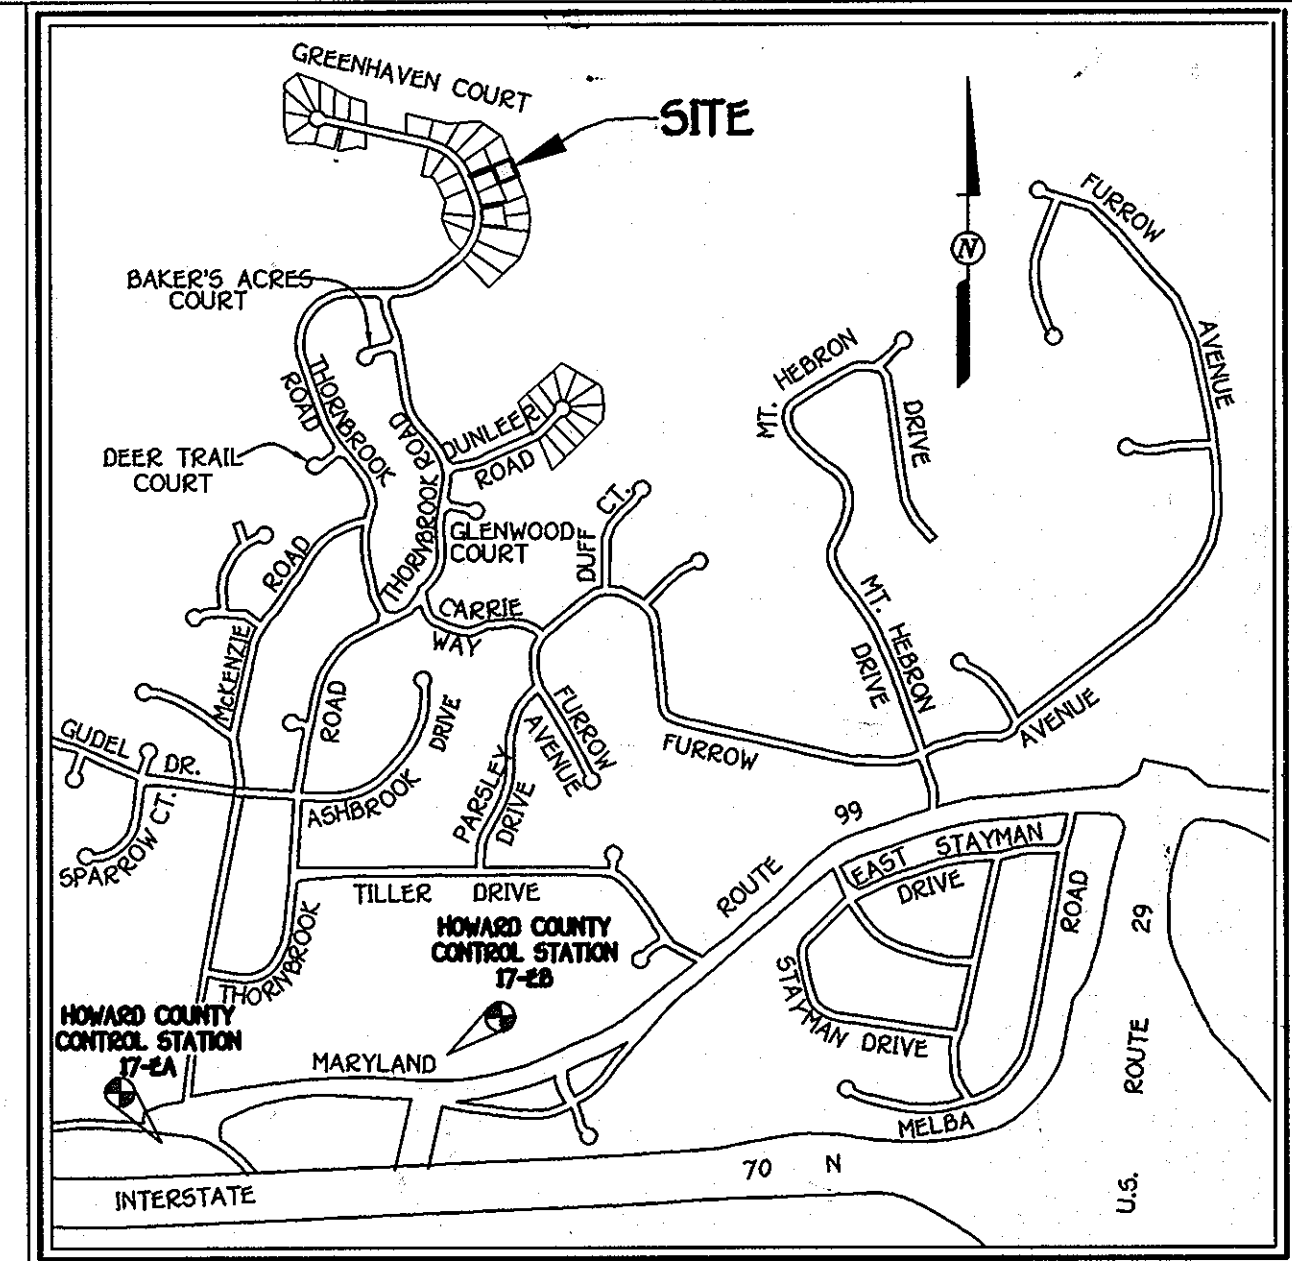 GREENHAVEN COURT
SITE
N
FURROW
AVENUE
BAKER'S ACRES
COURT
THORNBROOK
ROAD
MT. HEBRON
DRIVE
DEER TRAIL
COURT
THORNBROOK ROAD
DUNLEER
ROAD
GLENWOOD
COURT
DUFF CT.
McKENZIE ROAD
CARRIE
WAY
MT. HEBRON
DRIVE
ROAD
DRIVE
ASHBROOK
FURROW
AVENUE
FURROW
AVENUE
GUDEL DR.
SPARROW CT.
PARSLEY
DRIVE
99
ROUTE
EAST STAYMAN
DRIVE
ROAD
TILLER DRIVE
HOWARD COUNTY
CONTROL STATION
17-EB
THORNBROOK
HOWARD COUNTY
CONTROL STATION
17-EA
MARYLAND
STAYMAN DRIVE
MELBA
INTERSTATE
70 N
U.S. ROUTE 29